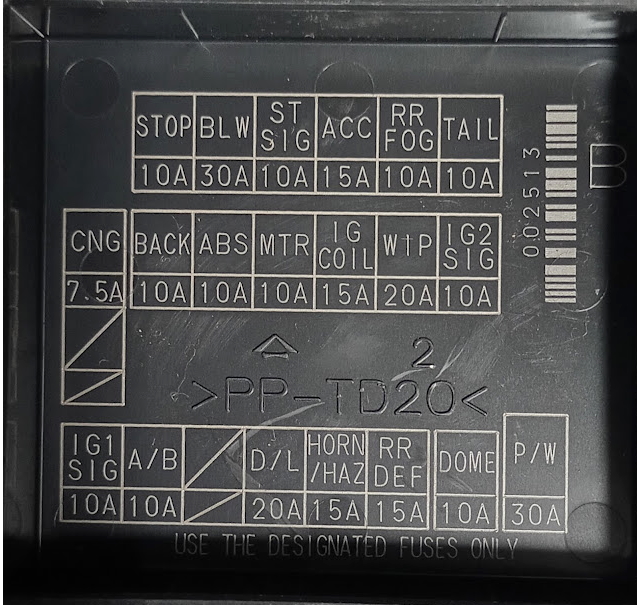 STOP BLW ST SIG ACC RR FOG TAIL
10A 30A 10A 15A 10A 10A
002513
B
CNG BACK ABS MTR IG COIL WIP IG2 SIG
7.5A 10A 10A 10A 15A 20A 10A
2
>PP-TD20<
IG1 SIG A/B D/L HORN /HAZ RR DEF DOME P/W
10A 10A 20A 15A 15A 10A 30A
USE THE DESIGNATED FUSES ONLY